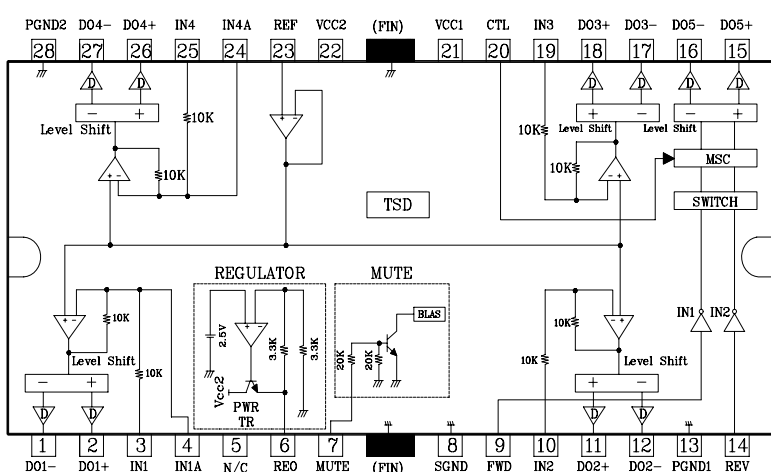 PGND2 DO4- DO4+ IN4 IN4A REF VCC2 (FIN) VCC1 CTL IN3 DO3+ DO3- DO5- DO5+
28 27 26 25 24 23 22 21 20 19 18 17 16 15
D D D D D D
- + + - - +
Level Shift 10K 10K Level Shift Level Shift
+ -
MSC
10K 10K
+ - + -
TSD SWITCH
REGULATOR MUTE
BLAS IN1 IN2
+ - - + 10K 10K - +
2.5V 3.3K 3.3K 20K 20K
Level Shift 10K 10K Level Shift
- + Vcc2 PWR + -
TR
D D D D
1 2 3 4 5 6 7 8 9 10 11 12 13 14
DO1- DO1+ IN1 IN1A N/C REO MUTE (FIN) SGND FWD IN2 DO2+ DO2- PGND1 REV